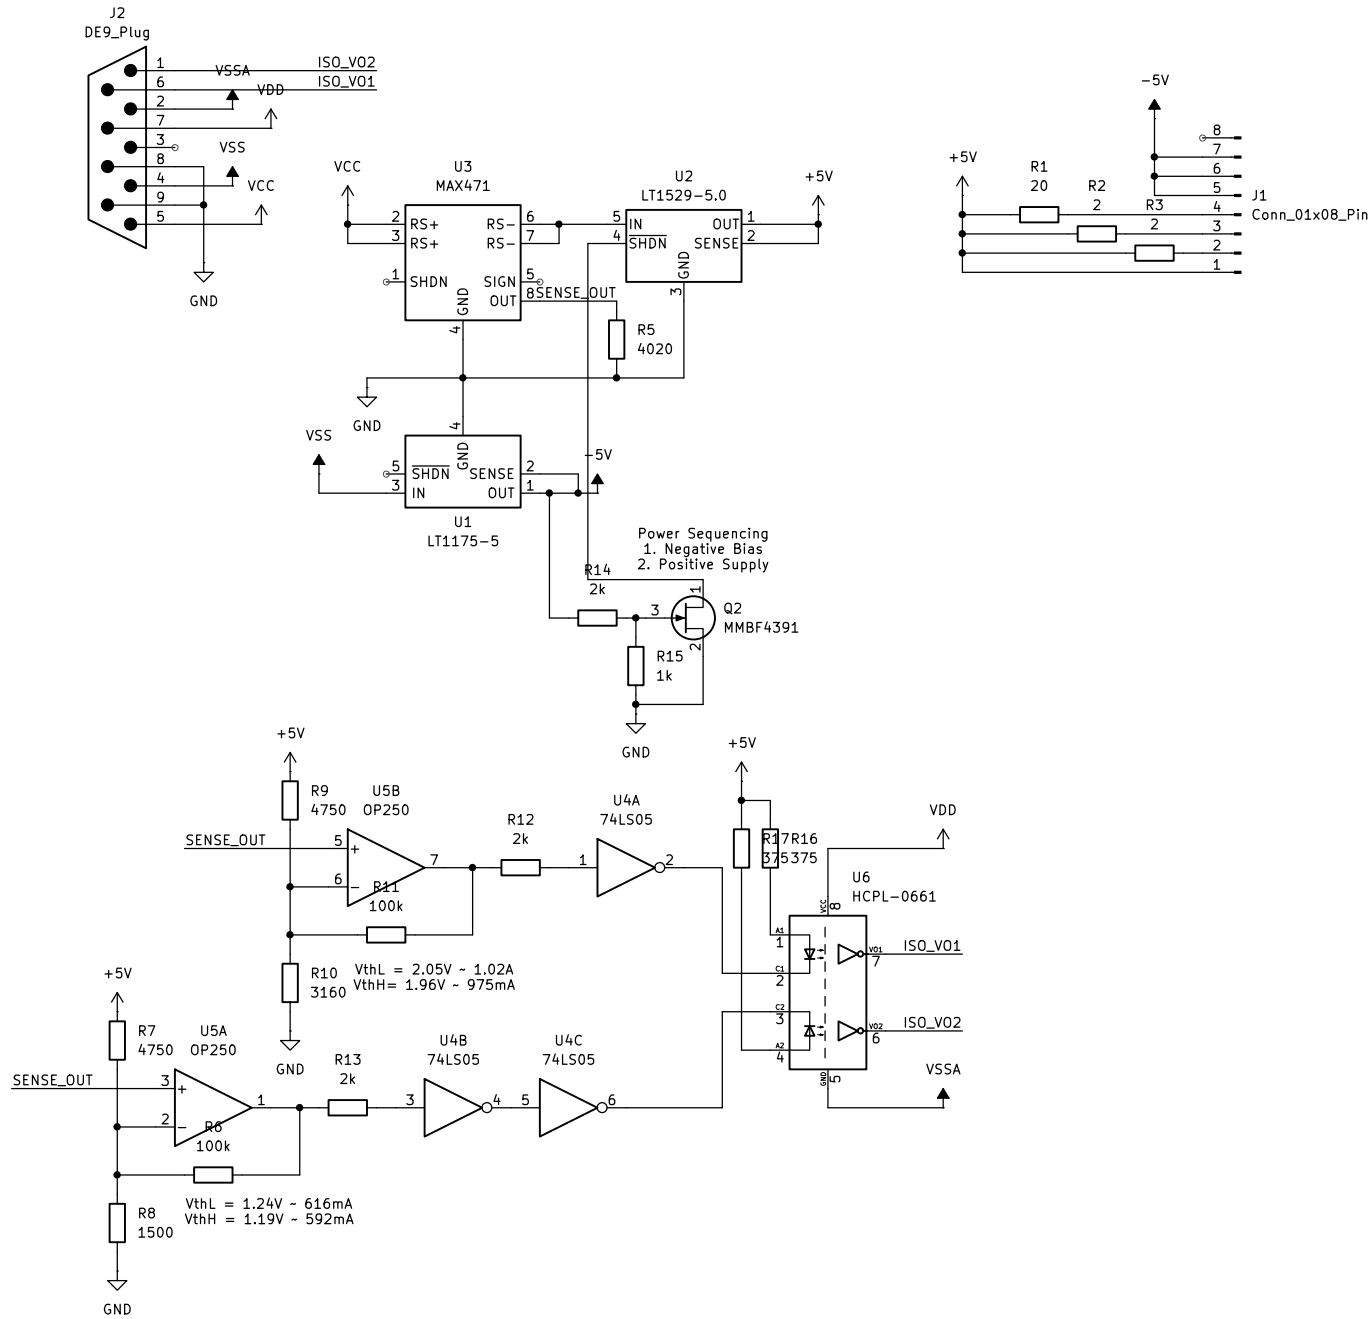 J2
DE9_Plug
1
ISO_VO2
VSSA
6
ISO_VO1
VDD
2
7
3
VSS
8
4
VCC
9
5
GND
VCC
U3
MAX471
2 RS+
3 RS+
1 SHDN
GND
4
RS- 6
RS- 7
SIGN 5
OUT 8
SENSE_OUT
U2
LT1529-5.0
5 IN
4 SHDN
GND
3
OUT 1
SENSE 2
+5V
R5
4020
GND
-5V
+5V
R1
20
R2
2
R3
2
8
7
6
5
4
3
2
1
J1
Conn_01x08_Pin
VSS
4
GND
5 SHDN
3 IN
SENSE 2
OUT 1
U1
LT1175-5
-5V
Power Sequencing
1. Negative Bias
2. Positive Supply
R14
2k
3
1
2
Q2
MMBF4391
R15
1k
GND
+5V
R9
4750
U5B
OP250
SENSE_OUT
5 +
6 -
7
R11
100k
R12
2k
U4A
74LS05
1
2
R10
3160
VthL = 2.05V ~ 1.02A
VthH= 1.96V ~ 975mA
GND
+5V
R17
375
R16
375
VDD
U6
HCPL-0661
VCC
8
A1
1
C1
2
C2
3
A2
4
VO1
7
ISO_VO1
VO2
6
ISO_VO2
GND
5
VSSA
+5V
R7
4750
U5A
OP250
SENSE_OUT
3 +
2 -
1
R6
100k
R13
2k
U4B
74LS05
3
4
U4C
74LS05
5
6
R8
1500
VthL = 1.24V ~ 616mA
VthH = 1.19V ~ 592mA
GND